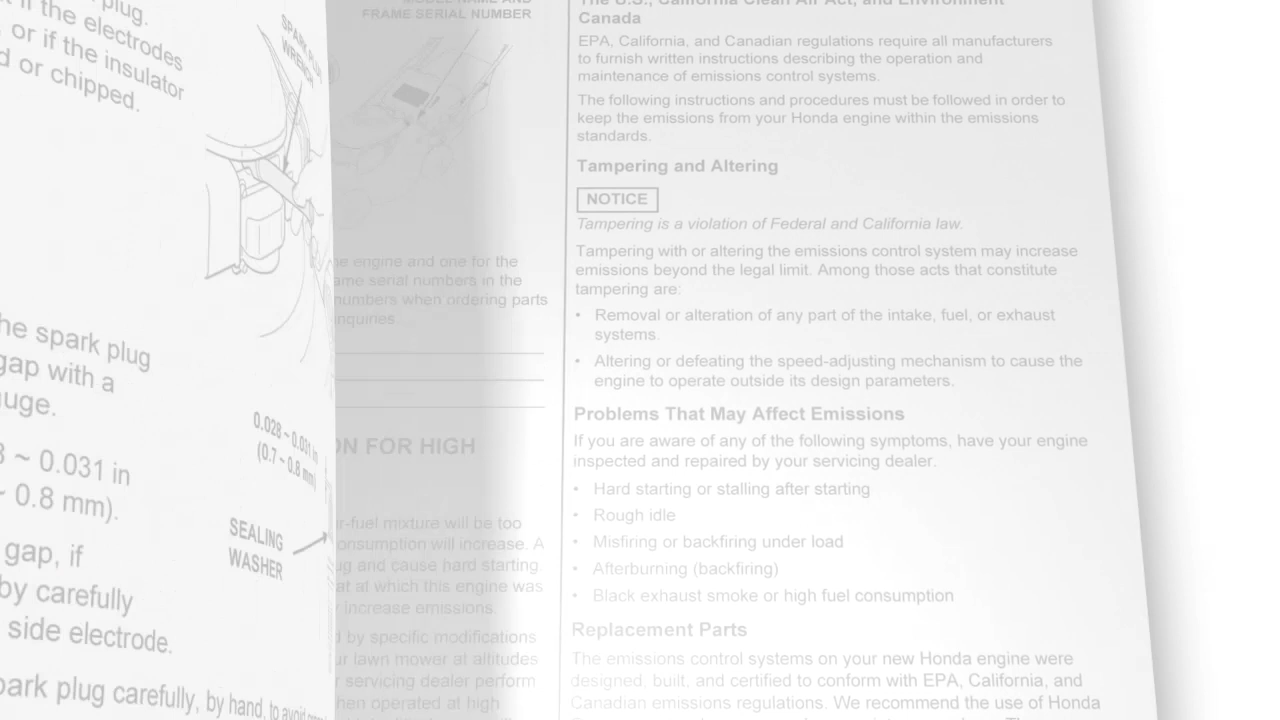 plug.
if the electrodes
, or if the insulator
d or chipped.
SPARK PLUG
WRENCH
he spark plug
gap with a
uge.
0.028 ~ 0.031 in
(0.7 ~ 0.8 mm)
~ 0.031 in
~ 0.8 mm).
SEALING
WASHER
gap, if
by carefully
side electrode.
park plug carefully, by hand, to avoid
MODEL NAME AND
FRAME SERIAL NUMBER
engine and one for the
ame serial numbers in the
numbers when ordering parts
inquiries.
ON FOR HIGH
r-fuel mixture will be too
onsumption will increase. A
ug and cause hard starting.
at at which this engine was
increase emissions.
d by specific modifications
ur lawn mower at altitudes
r servicing dealer perform
hen operated at high
The U.S., California Clean Air Act, and Environment
Canada
EPA, California, and Canadian regulations require all manufacturers
to furnish written instructions describing the operation and
maintenance of emissions control systems.
The following instructions and procedures must be followed in order to
keep the emissions from your Honda engine within the emissions
standards.
Tampering and Altering
NOTICE
Tampering is a violation of Federal and California law.
Tampering with or altering the emissions control system may increase
emissions beyond the legal limit. Among those acts that constitute
tampering are:
• Removal or alteration of any part of the intake, fuel, or exhaust
systems.
• Altering or defeating the speed-adjusting mechanism to cause the
engine to operate outside its design parameters.
Problems That May Affect Emissions
If you are aware of any of the following symptoms, have your engine
inspected and repaired by your servicing dealer.
• Hard starting or stalling after starting
• Rough idle
• Misfiring or backfiring under load
• Afterburning (backfiring)
• Black exhaust smoke or high fuel consumption
Replacement Parts
The emissions control systems on your new Honda engine were
designed, built, and certified to conform with EPA, California, and
Canadian emissions regulations. We recommend the use of Honda